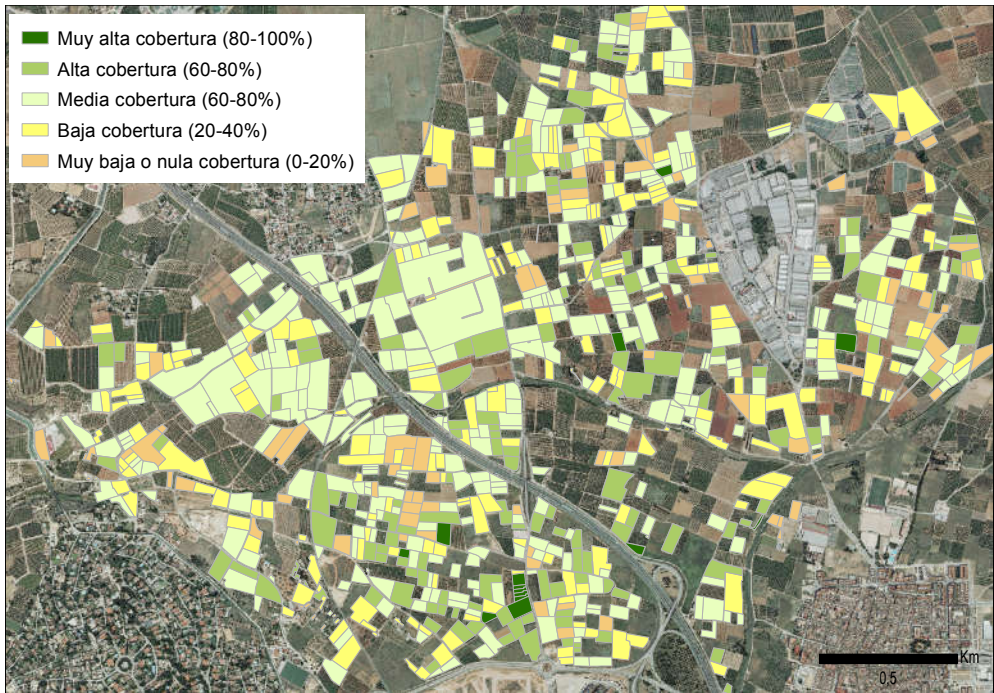 Muy alta cobertura (80-100%)
Alta cobertura (60-80%)
Media cobertura (60-80%)
Baja cobertura (20-40%)
Muy baja o nula cobertura (0-20%)
Km
0,5